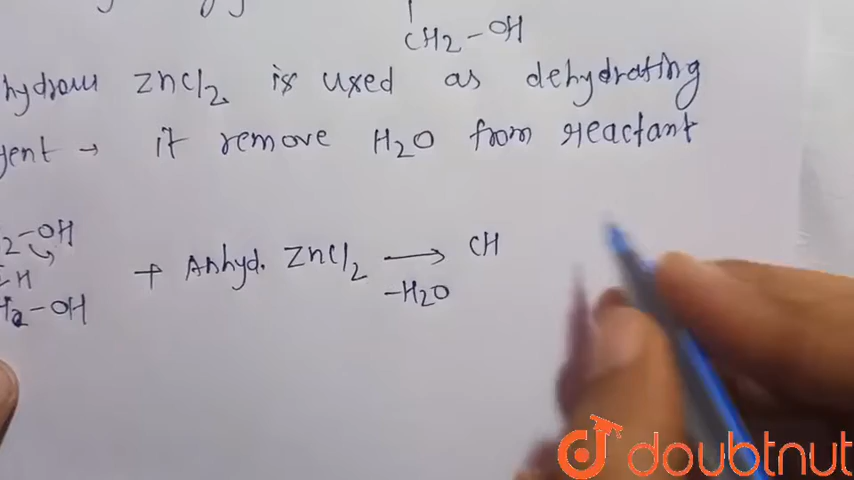 CH2-OH
hydrous ZnCl2 is used as dehydrating
gent → it remove H2O from reactant
2-OH
H
+ Anhyd. ZnCl2 → CH
-H2O
H2-OH
doubtnut